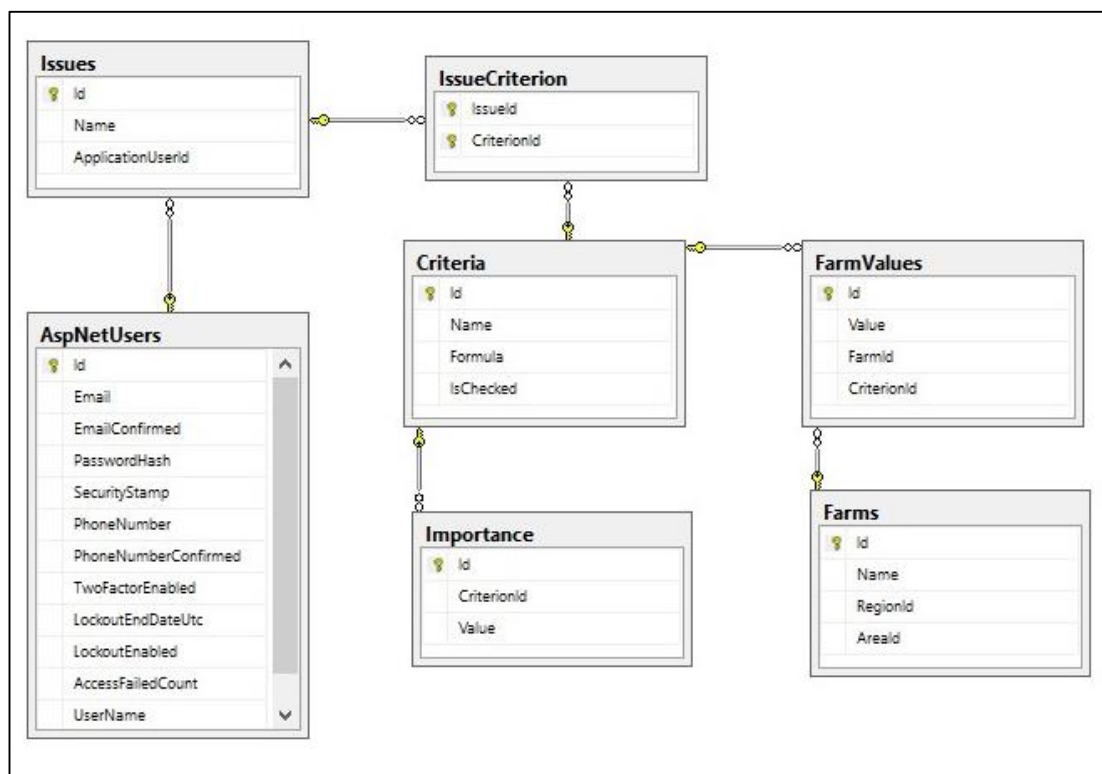 Issues
Id
Name
ApplicationUserId
IssueCriterion
IssueId
CriterionId
Criteria
Id
Name
Formula
IsChecked
FarmValues
Id
Value
FarmId
CriterionId
AspNetUsers
Id
Email
EmailConfirmed
PasswordHash
SecurityStamp
PhoneNumber
PhoneNumberConfirmed
TwoFactorEnabled
LockoutEndDateUtc
LockoutEnabled
AccessFailedCount
UserName
Importance
Id
CriterionId
Value
Farms
Id
Name
RegionId
AreaId